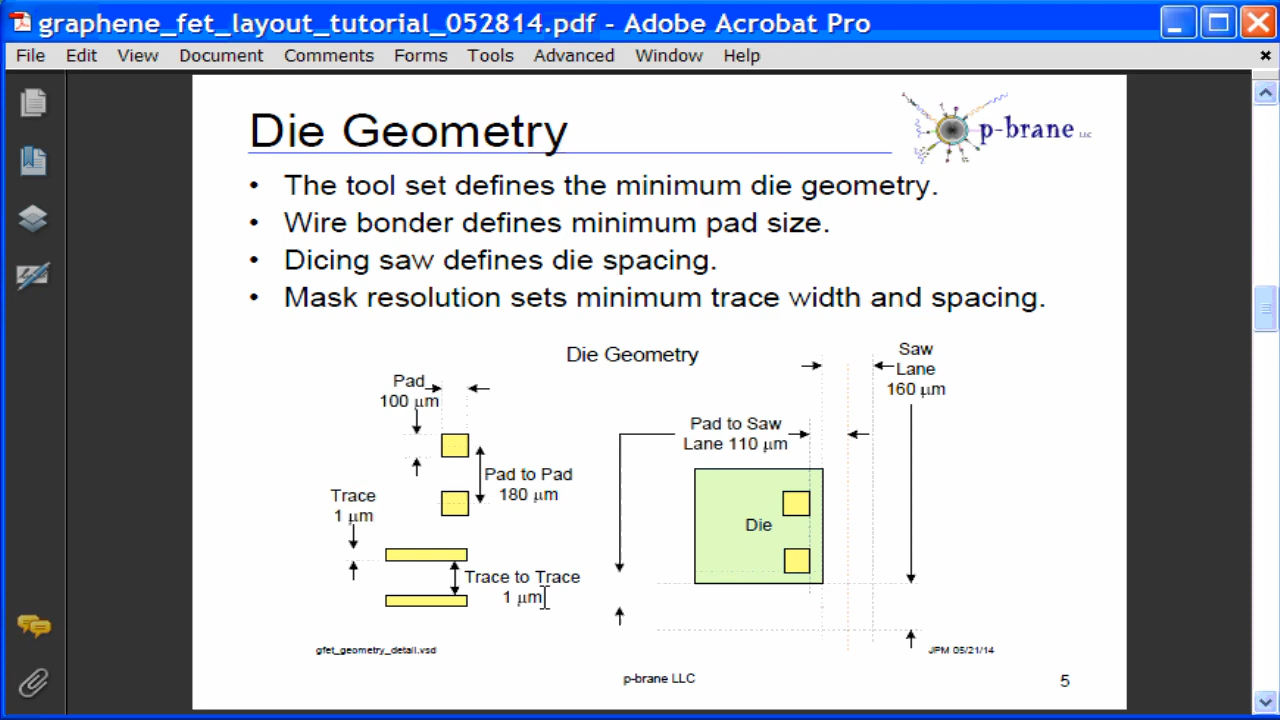 graphene_fet_layout_tutorial_052814.pdf - Adobe Acrobat Pro
File Edit View Document Comments Forms Tools Advanced Window Help
Die Geometry
p-brane LLC
• The tool set defines the minimum die geometry.
• Wire bonder defines minimum pad size.
• Dicing saw defines die spacing.
• Mask resolution sets minimum trace width and spacing.
Die Geometry
Saw
Lane
160 μm
Pad
100 μm
Pad to Saw
Lane 110 μm
Pad to Pad
180 μm
Trace
1 μm
Die
Trace to Trace
1 μm
gfet_geometry_detail.vsd
JPM 05/21/14
p-brane LLC
5